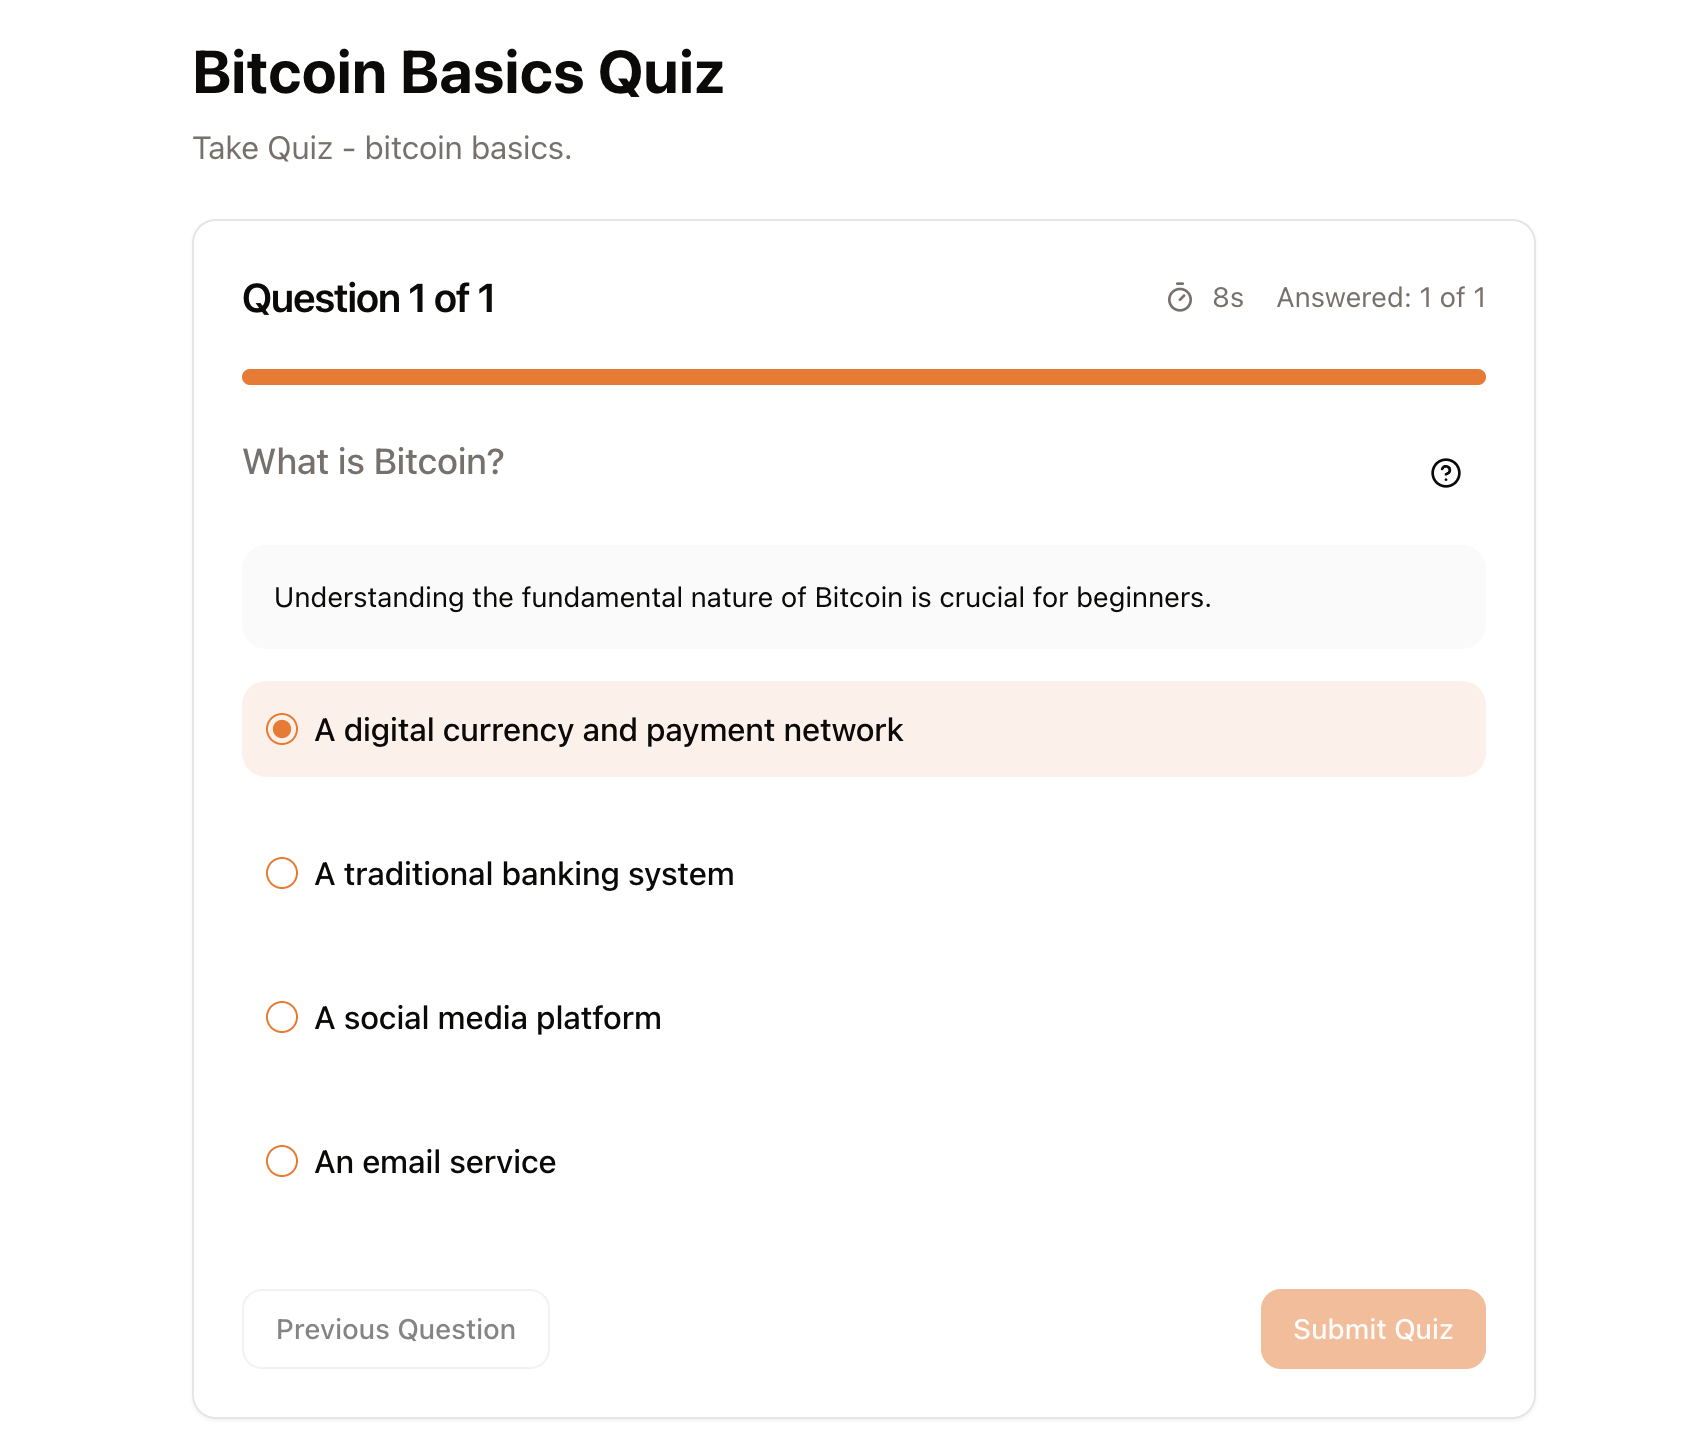 Bitcoin Basics Quiz
Take Quiz - bitcoin basics.
Question 1 of 1
8s
Answered: 1 of 1
What is Bitcoin?
Understanding the fundamental nature of Bitcoin is crucial for beginners.
A digital currency and payment network
A traditional banking system
A social media platform
An email service
Previous Question
Submit Quiz